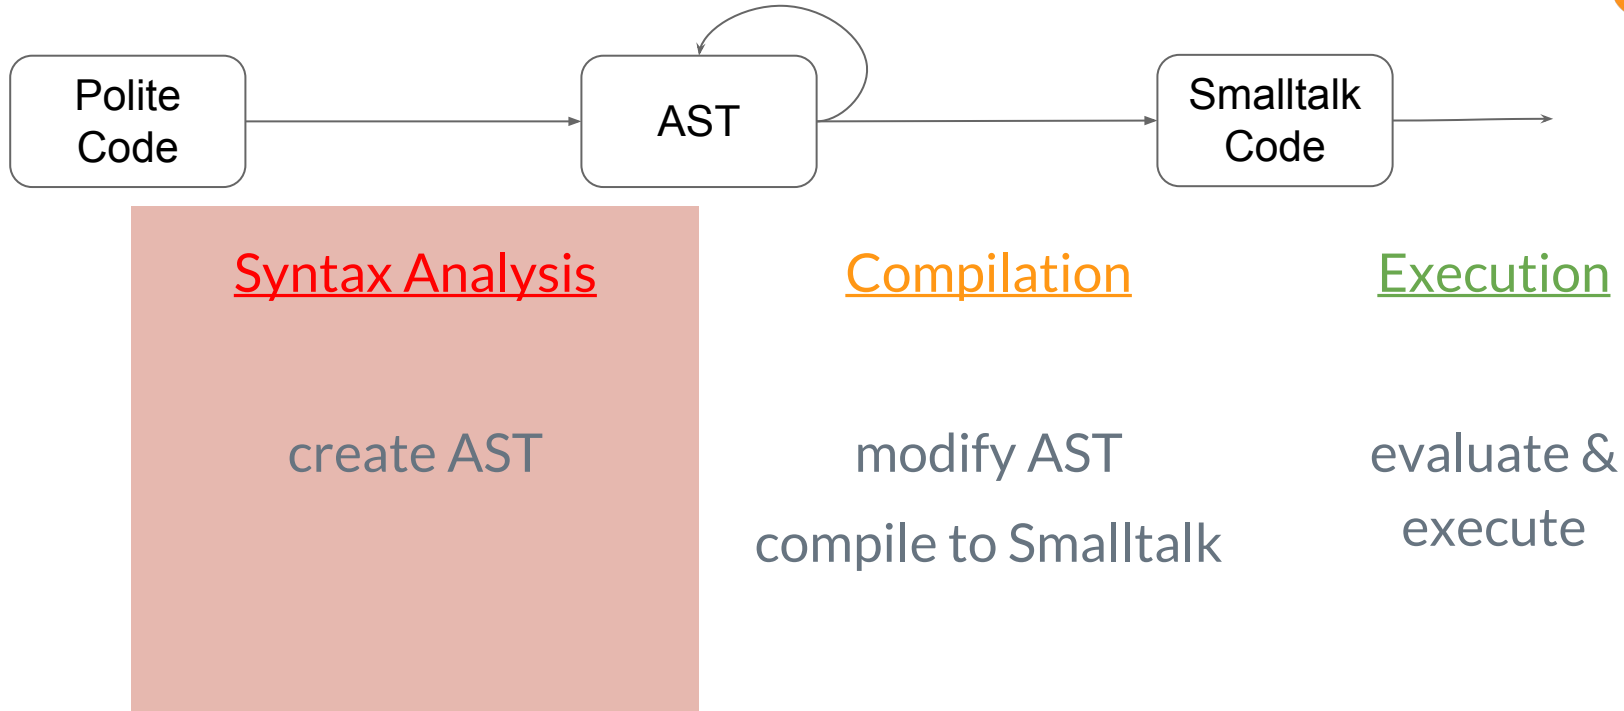 Polite
Code
AST
Smalltalk
Code
Syntax Analysis
Compilation
Execution
create AST
modify AST
compile to Smalltalk
evaluate &
execute